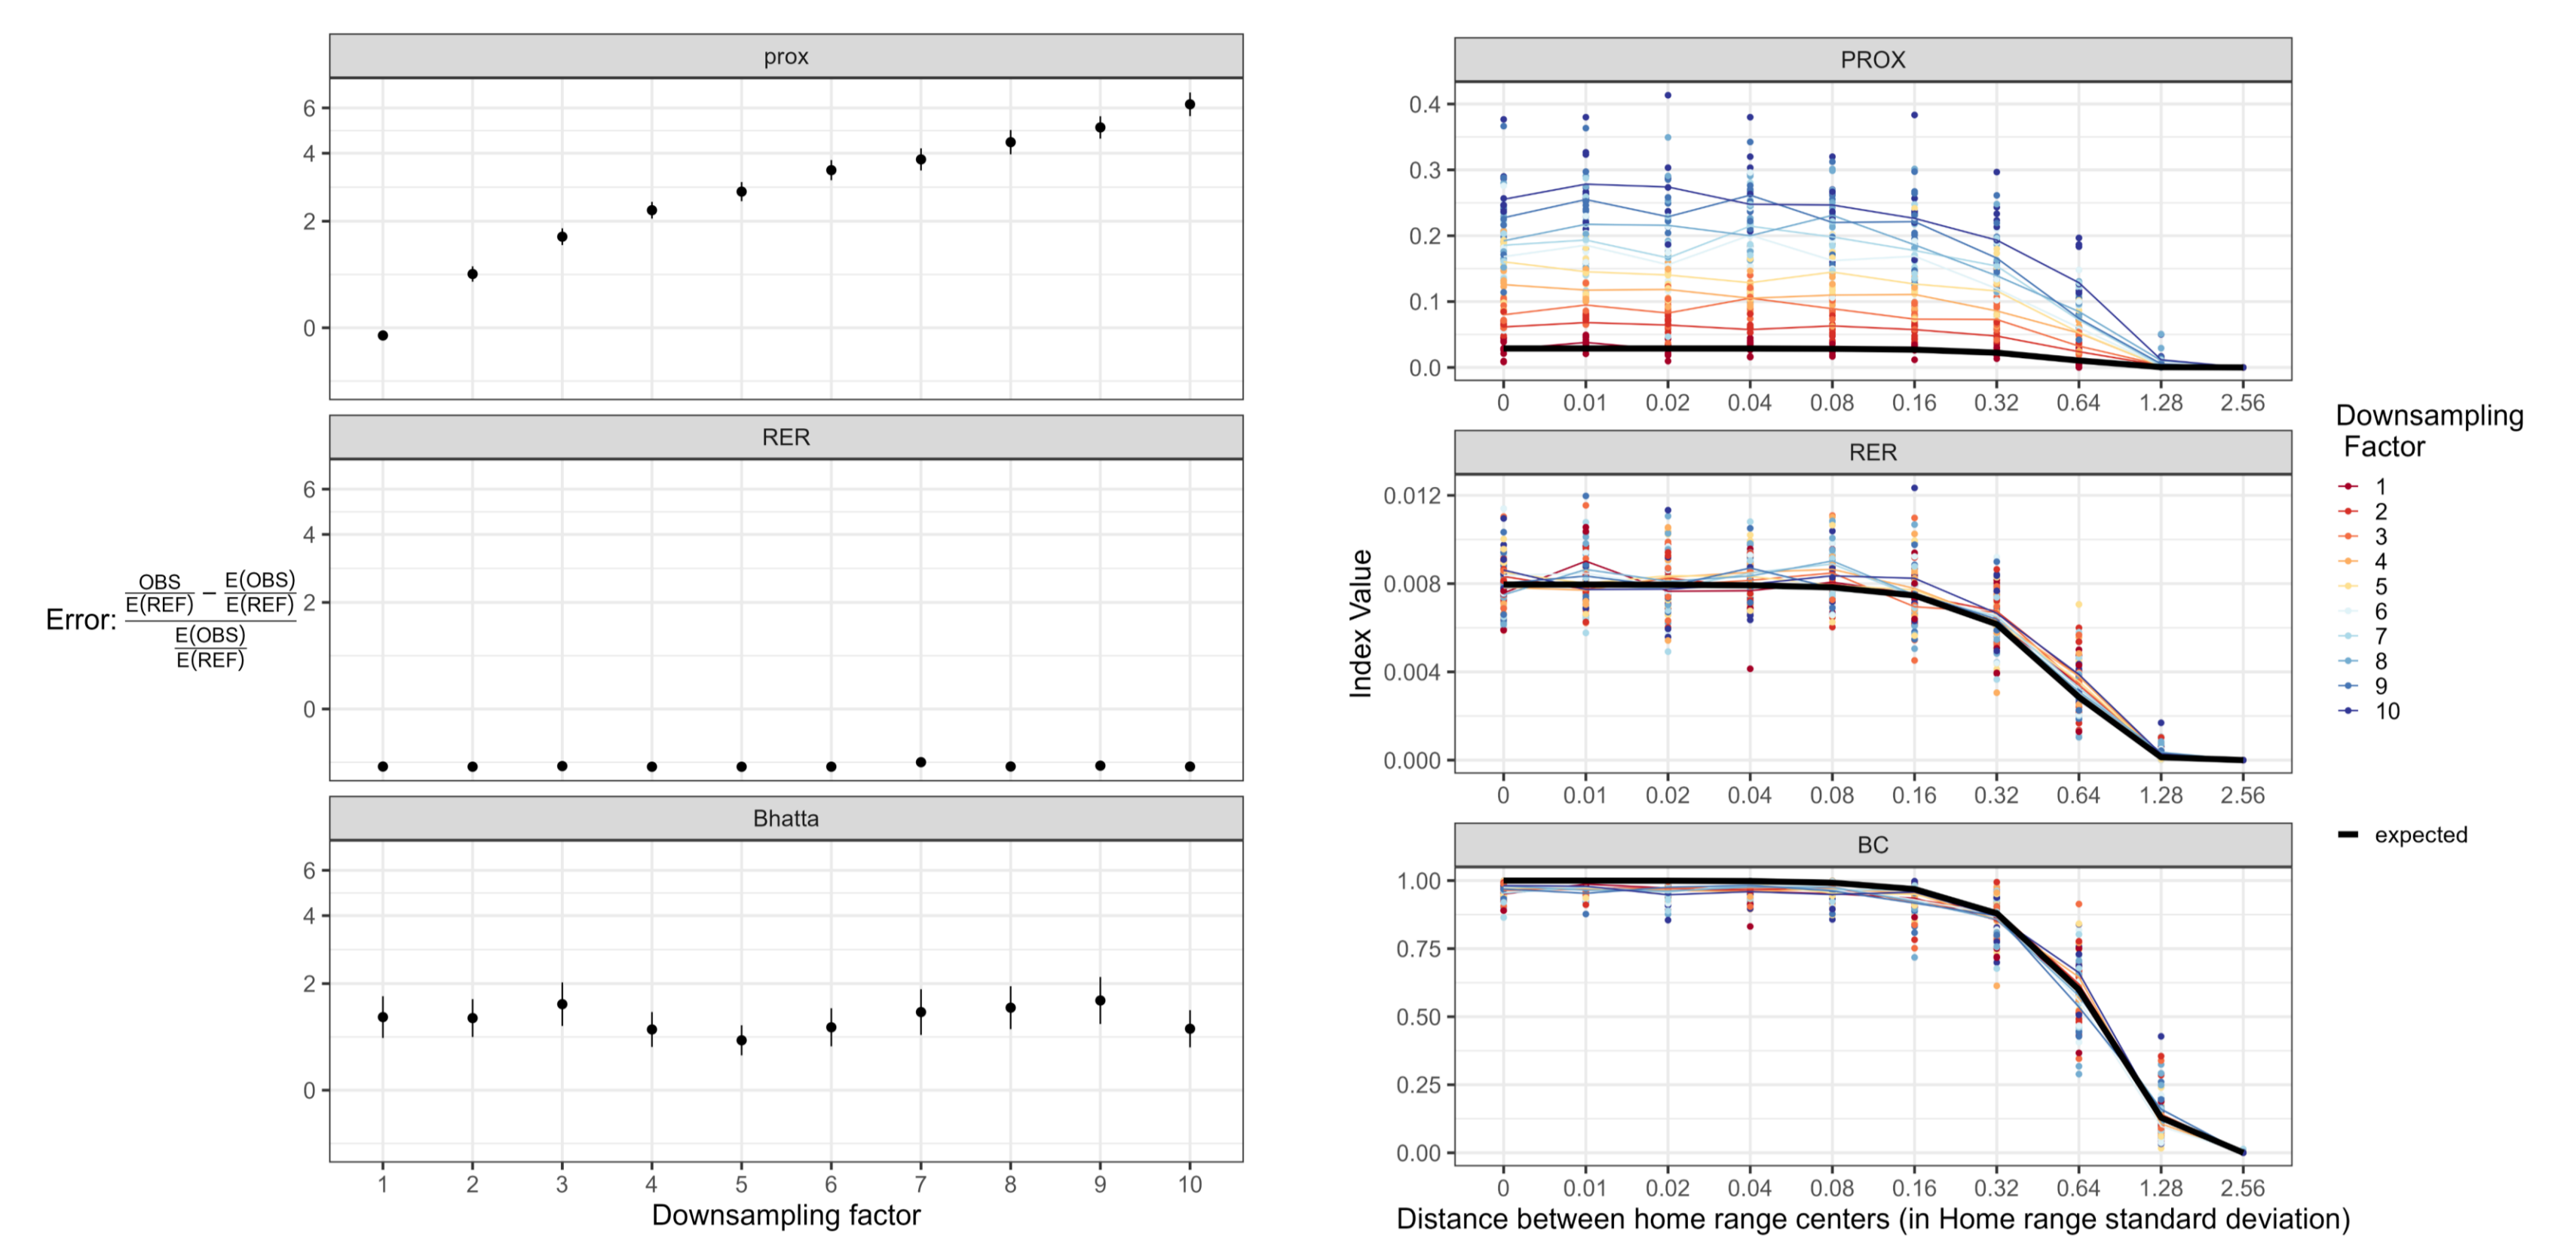 prox
6
4
2
0
RER
6
4
2
0
Bhatta
6
4
2
0
1 2 3 4 5 6 7 8 9 10
Downsampling factor
Error: OBS/E(REF) − E(OBS)/E(REF)
E(OBS)/E(REF)
PROX
0.4
0.3
0.2
0.1
0.0
0 0.01 0.02 0.04 0.08 0.16 0.32 0.64 1.28 2.56
RER
0.012
0.008
0.004
0.000
0 0.01 0.02 0.04 0.08 0.16 0.32 0.64 1.28 2.56
BC
1.00
0.75
0.50
0.25
0.00
0 0.01 0.02 0.04 0.08 0.16 0.32 0.64 1.28 2.56
Index Value
Distance between home range centers (in Home range standard deviation)
Downsampling
Factor
1
2
3
4
5
6
7
8
9
10
expected